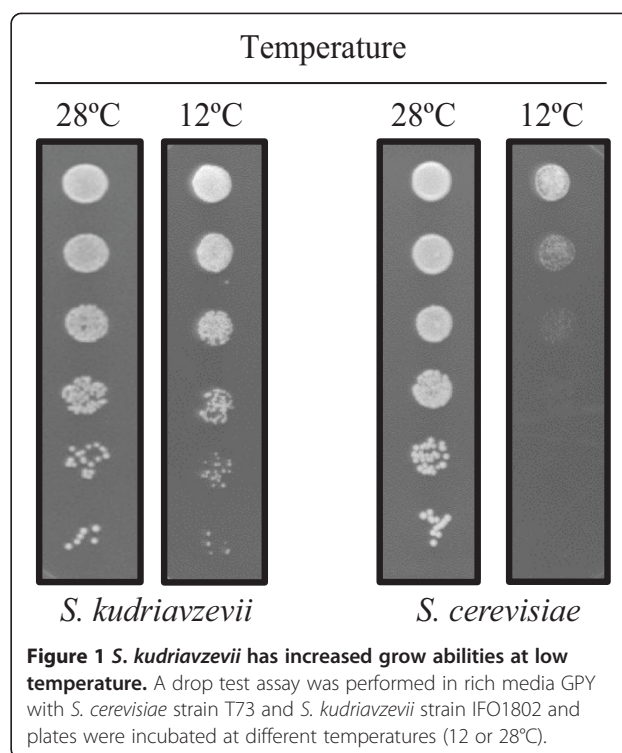 Temperature
28ºC 12ºC 28ºC 12ºC
S. kudriavzevii S. cerevisiae
Figure 1 S. kudriavzevii has increased grow abilities at low
temperature. A drop test assay was performed in rich media GPY
with S. cerevisiae strain T73 and S. kudriavzevii strain IFO1802 and
plates were incubated at different temperatures (12 or 28°C).